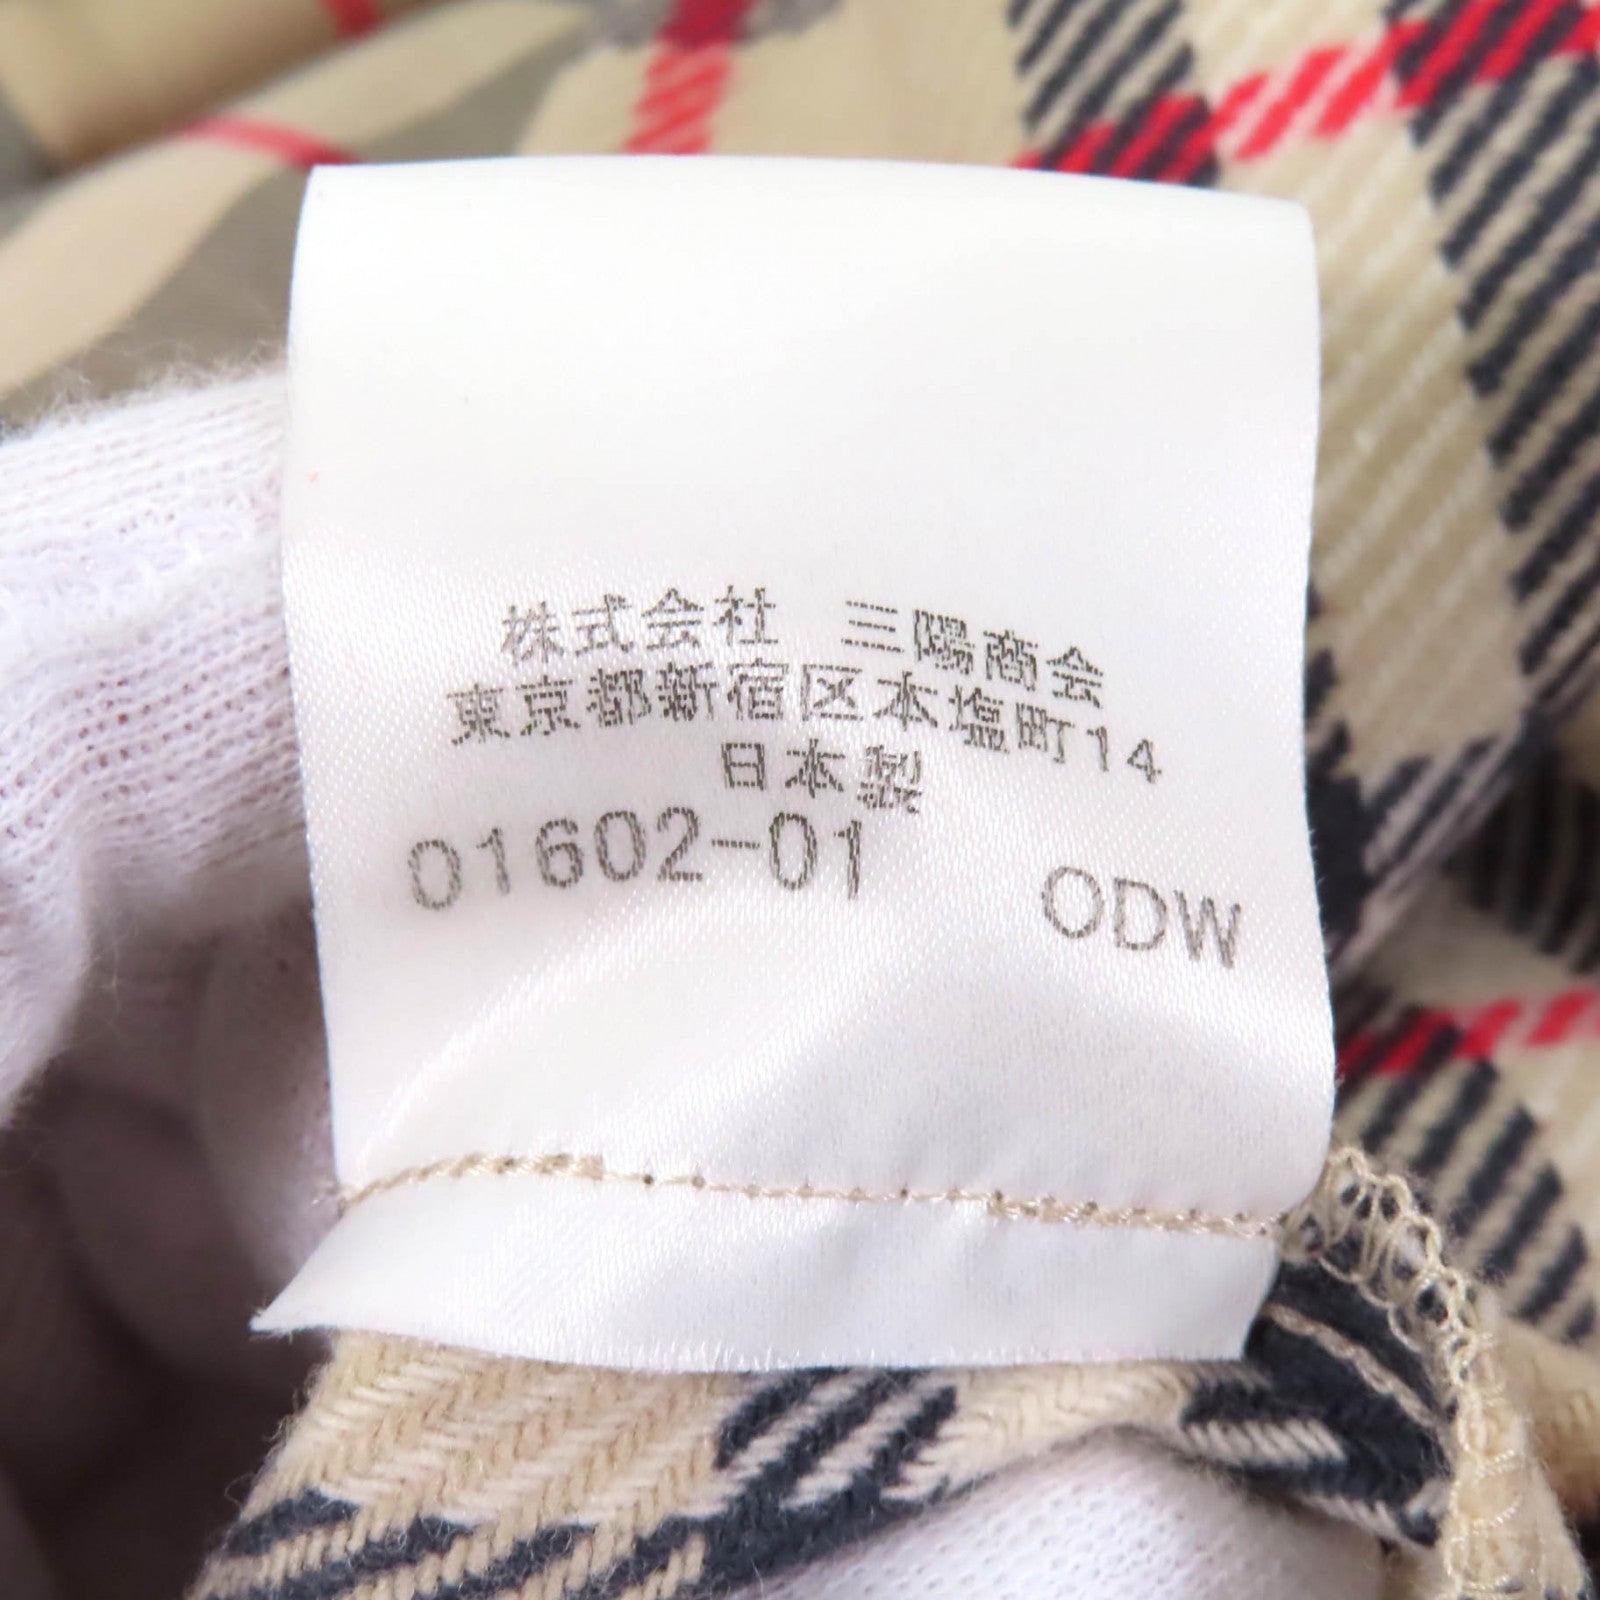 株式会社　三陽商会
東京都新宿区本塩町14
日本製
01602-01 ODW